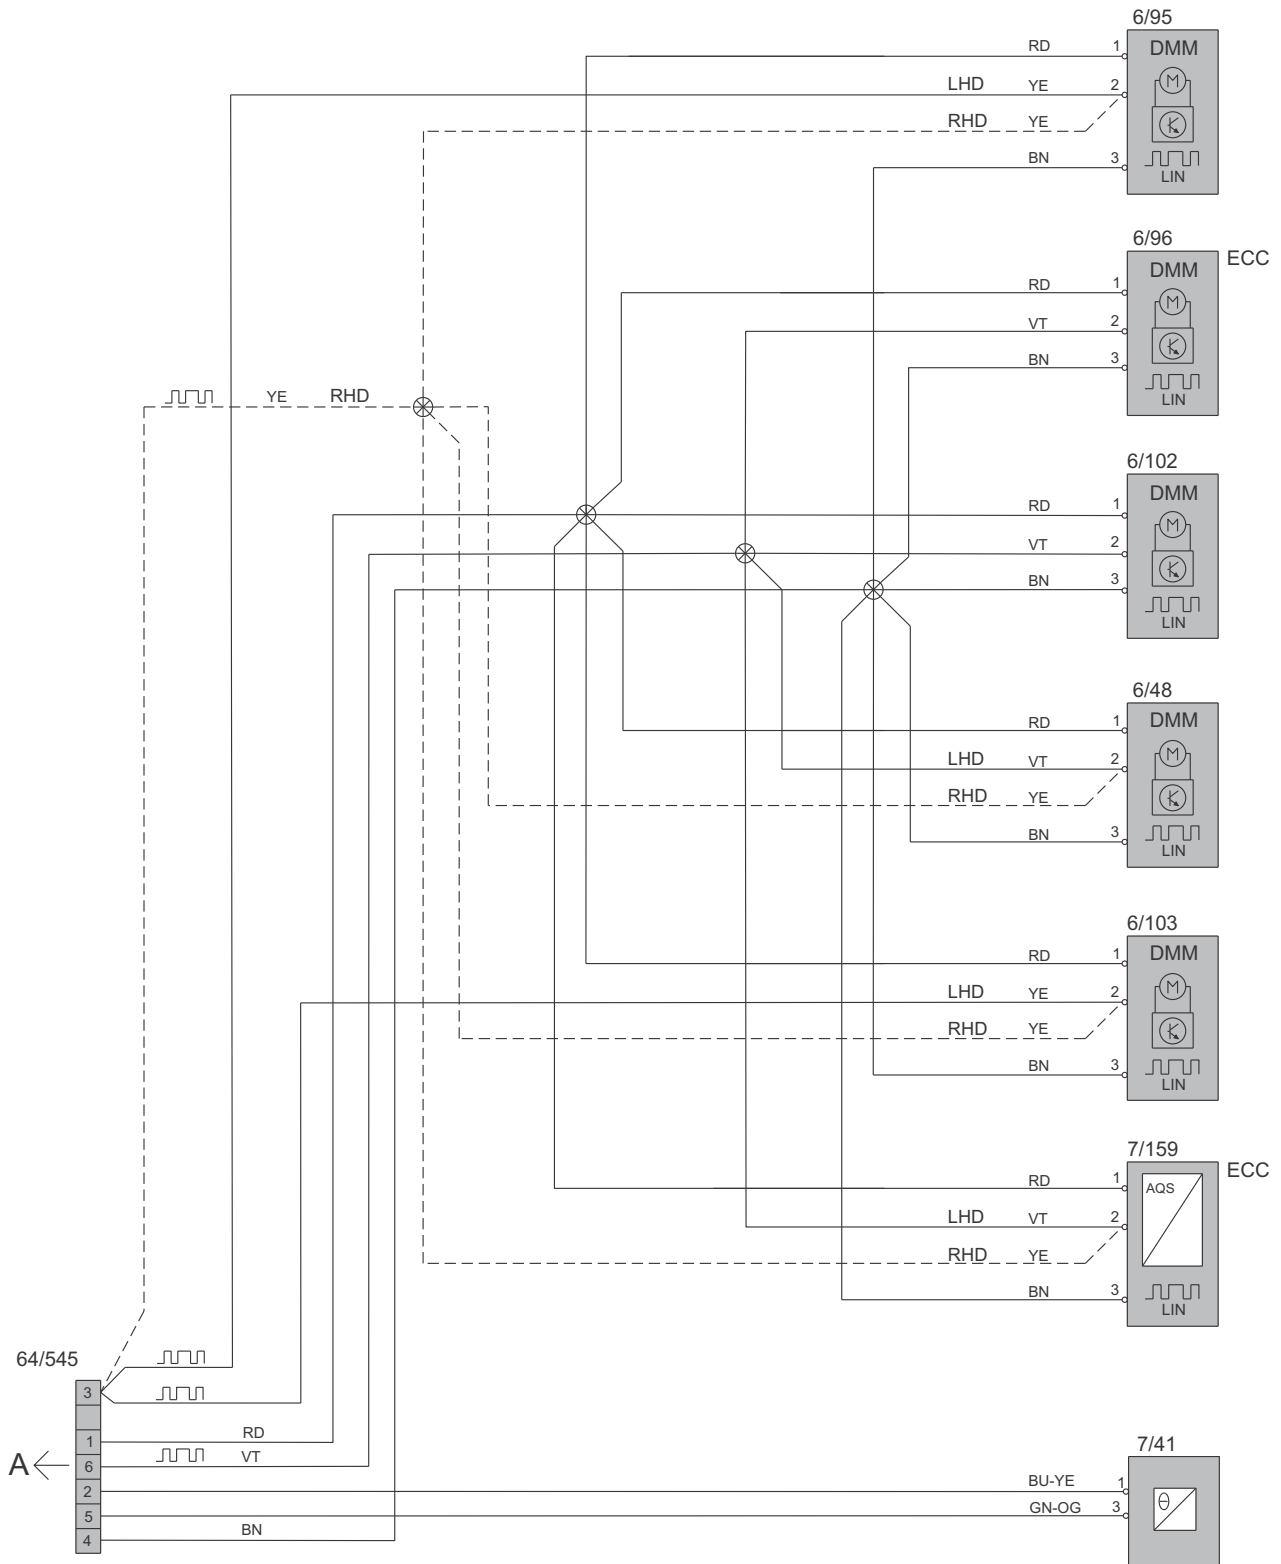 6/95
RD 1 DMM
LHD YE 2 M
RHD YE
BN 3
LIN
6/96
ECC
DMM
RD 1
M
VT 2
BN 3
YE RHD
LIN
6/102
DMM
RD 1
M
VT 2
BN 3
LIN
6/48
RD 1 DMM
LHD VT 2 M
RHD YE
BN 3
LIN
6/103
RD 1 DMM
LHD YE 2 M
RHD YE
BN 3
LIN
7/159
ECC
RD 1 AQS
LHD VT 2
RHD YE
BN 3
LIN
64/545
3
RD
1
VT
A 6
7/41
BU-YE 1
2
GN-OG 3 θ
5
BN
4